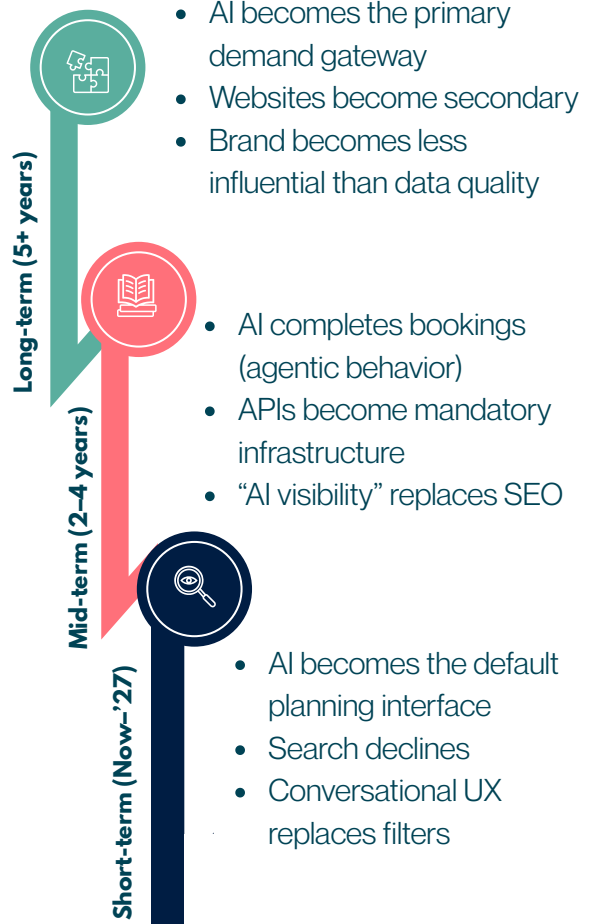 • AI becomes the primary
demand gateway
• Websites become secondary
• Brand becomes less
influential than data quality
Long-term (5+ years)
• AI completes bookings
(agentic behavior)
• APIs become mandatory
infrastructure
• “AI visibility” replaces SEO
Mid-term (2–4 years)
• AI becomes the default
planning interface
• Search declines
• Conversational UX
replaces filters
Short-term (Now–’27)